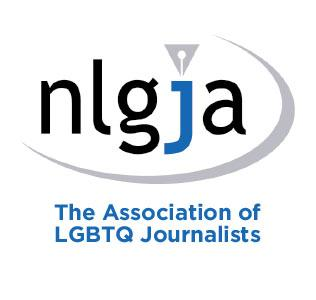 nlgja
The Association of
LGBTQ Journalists